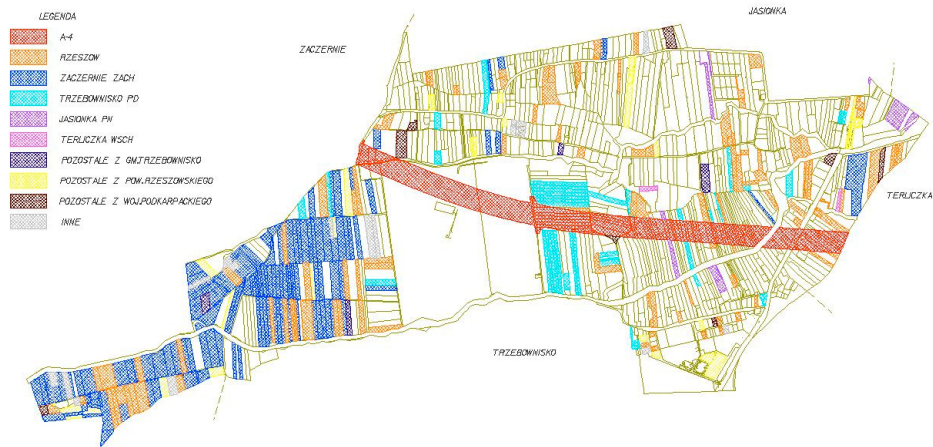 LEGENDA
A-4
RZESZOW
ZACZERNIE ZACH
TRZEBOWNISKO PD
JASIONKA PN
TERLICZKA WSCH
POZOSTALE Z GM.TRZEBOWNISKO
POZOSTALE Z POW.RZESZOWSKIEGO
POZOSTALE Z WOJ.PODKARPACKIEGO
INNE
ZACZERNIE
JASIONKA
TERLICZKA
TRZEBOWNISKO